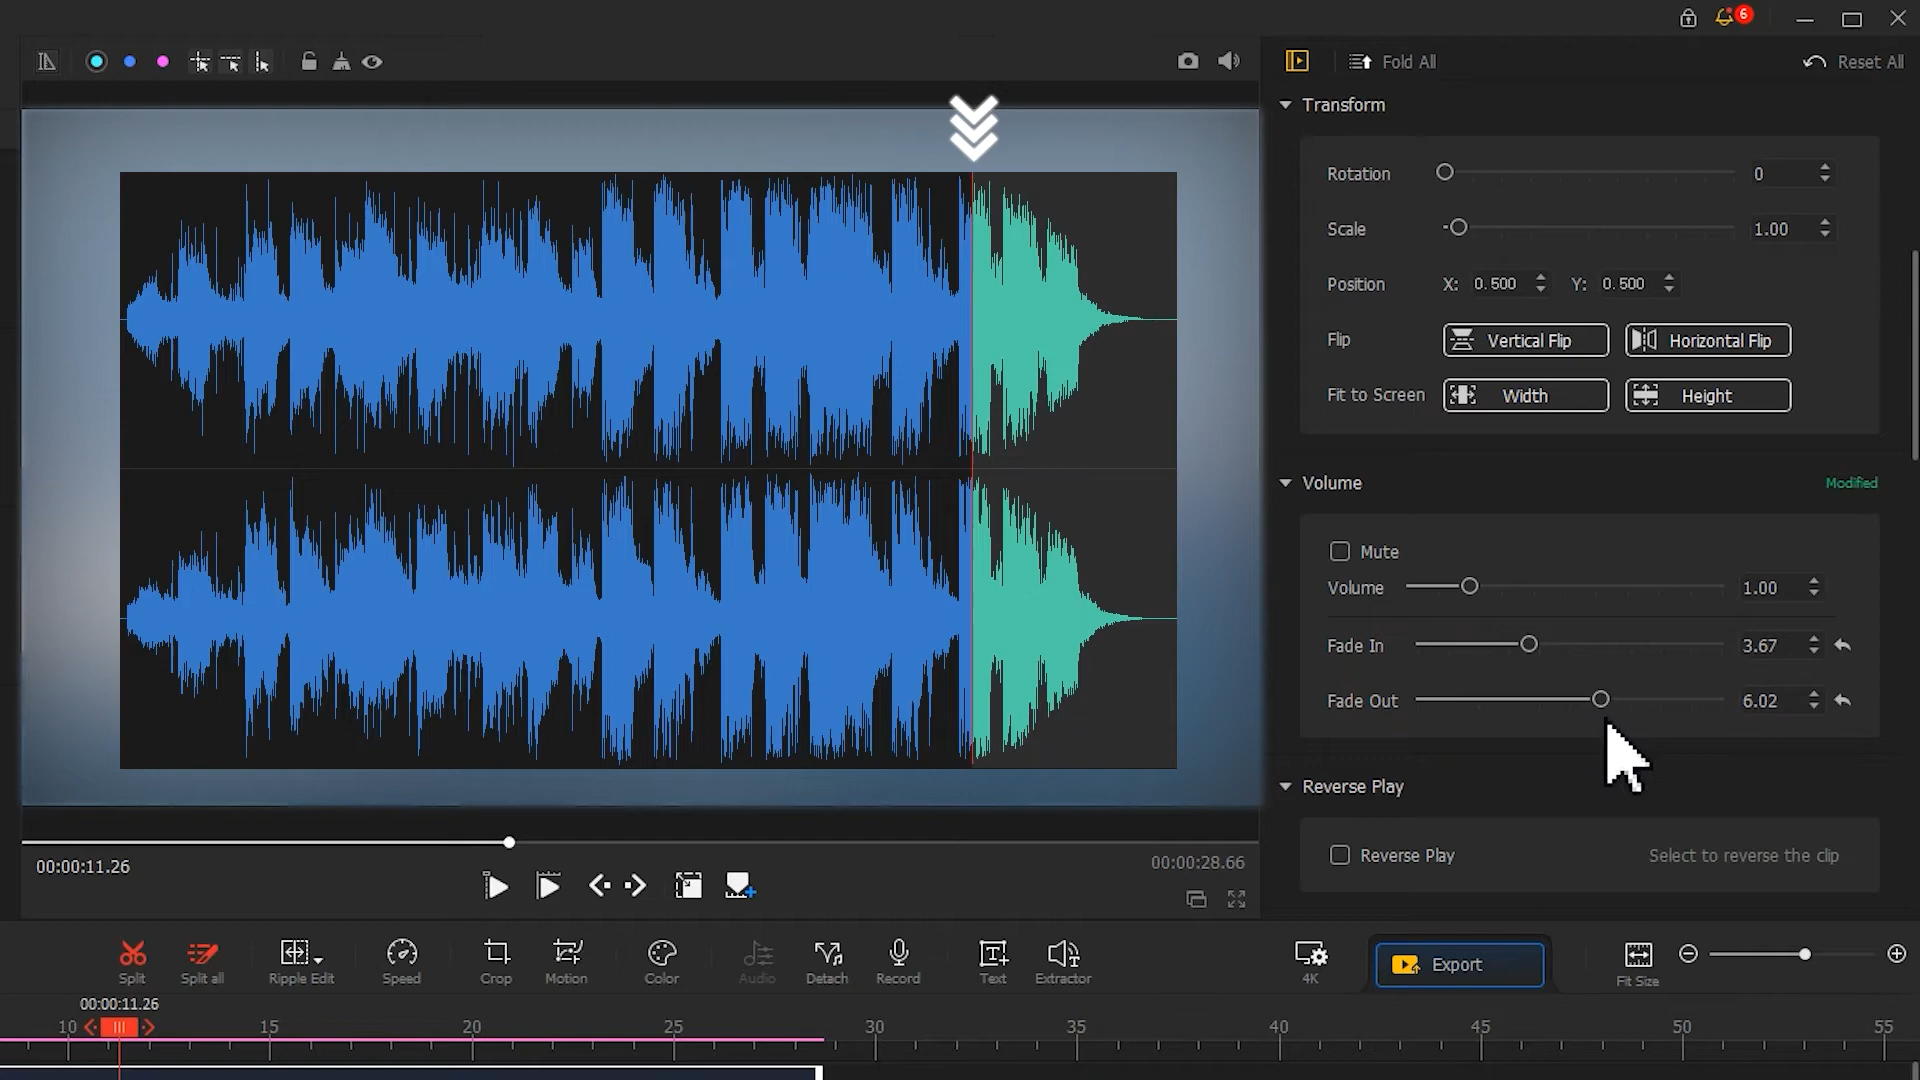 6
Fold All
Reset All
Transform
Rotation 0
Scale 1.00
Position X: 0.500 Y: 0.500
Flip Vertical Flip Horizontal Flip
Fit to Screen Width Height
Volume Modified
Mute
Volume 1.00
Fade In 3.67
Fade Out 6.02
Reverse Play
Reverse Play Select to reverse the clip
00:00:11.26 00:00:28.66
Split Split all Ripple Edit Speed Crop Motion Color Audio Detach Record Text Extractor 4K Export Fit Size
00:00:11.26
10 15 20 25 30 35 40 45 50 55